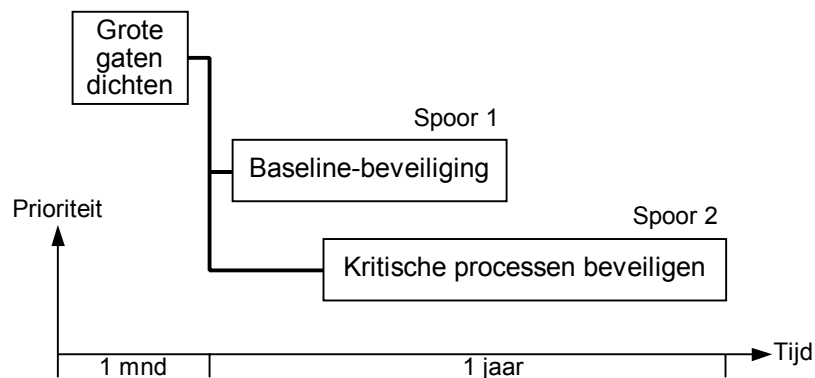 Grote
gaten
dichten
Spoor 1
Baseline-beveiliging
Prioriteit
Spoor 2
Kritische processen beveiligen
Tijd
1 mnd
1 jaar